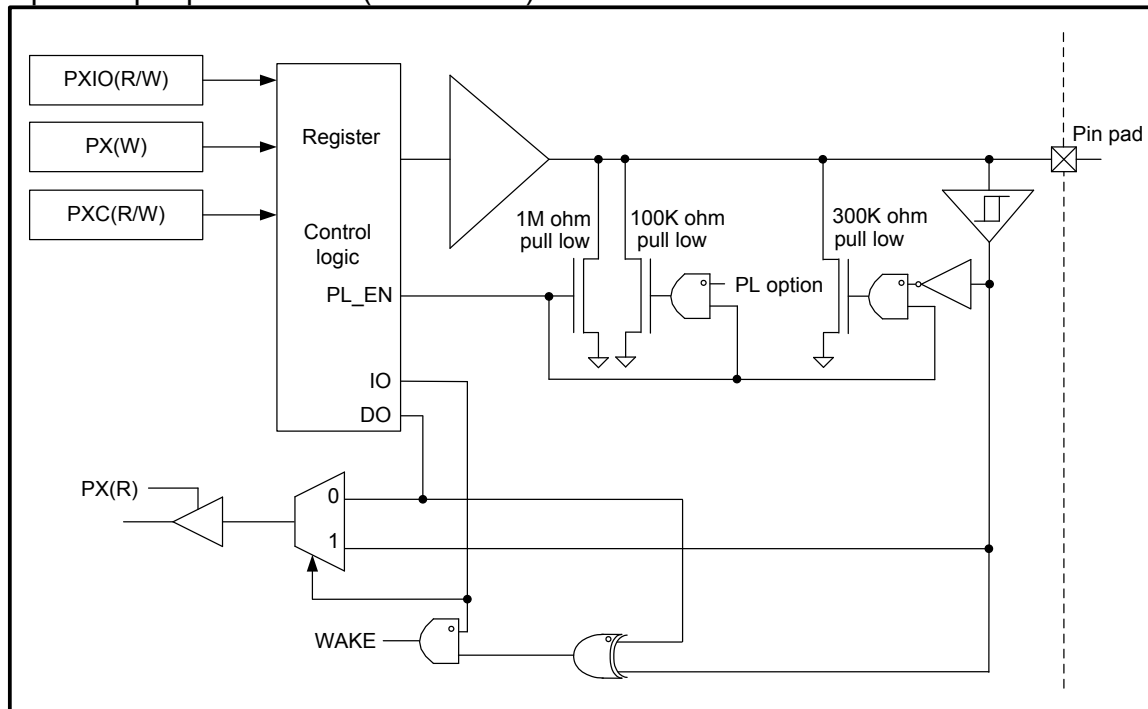 PXIO(R/W)
PX(W)
PXC(R/W)
Register
Control
logic
PL_EN
IO
DO
Pin pad
1M ohm
pull low
100K ohm
pull low
300K ohm
pull low
PL option
PX(R)
0
1
WAKE